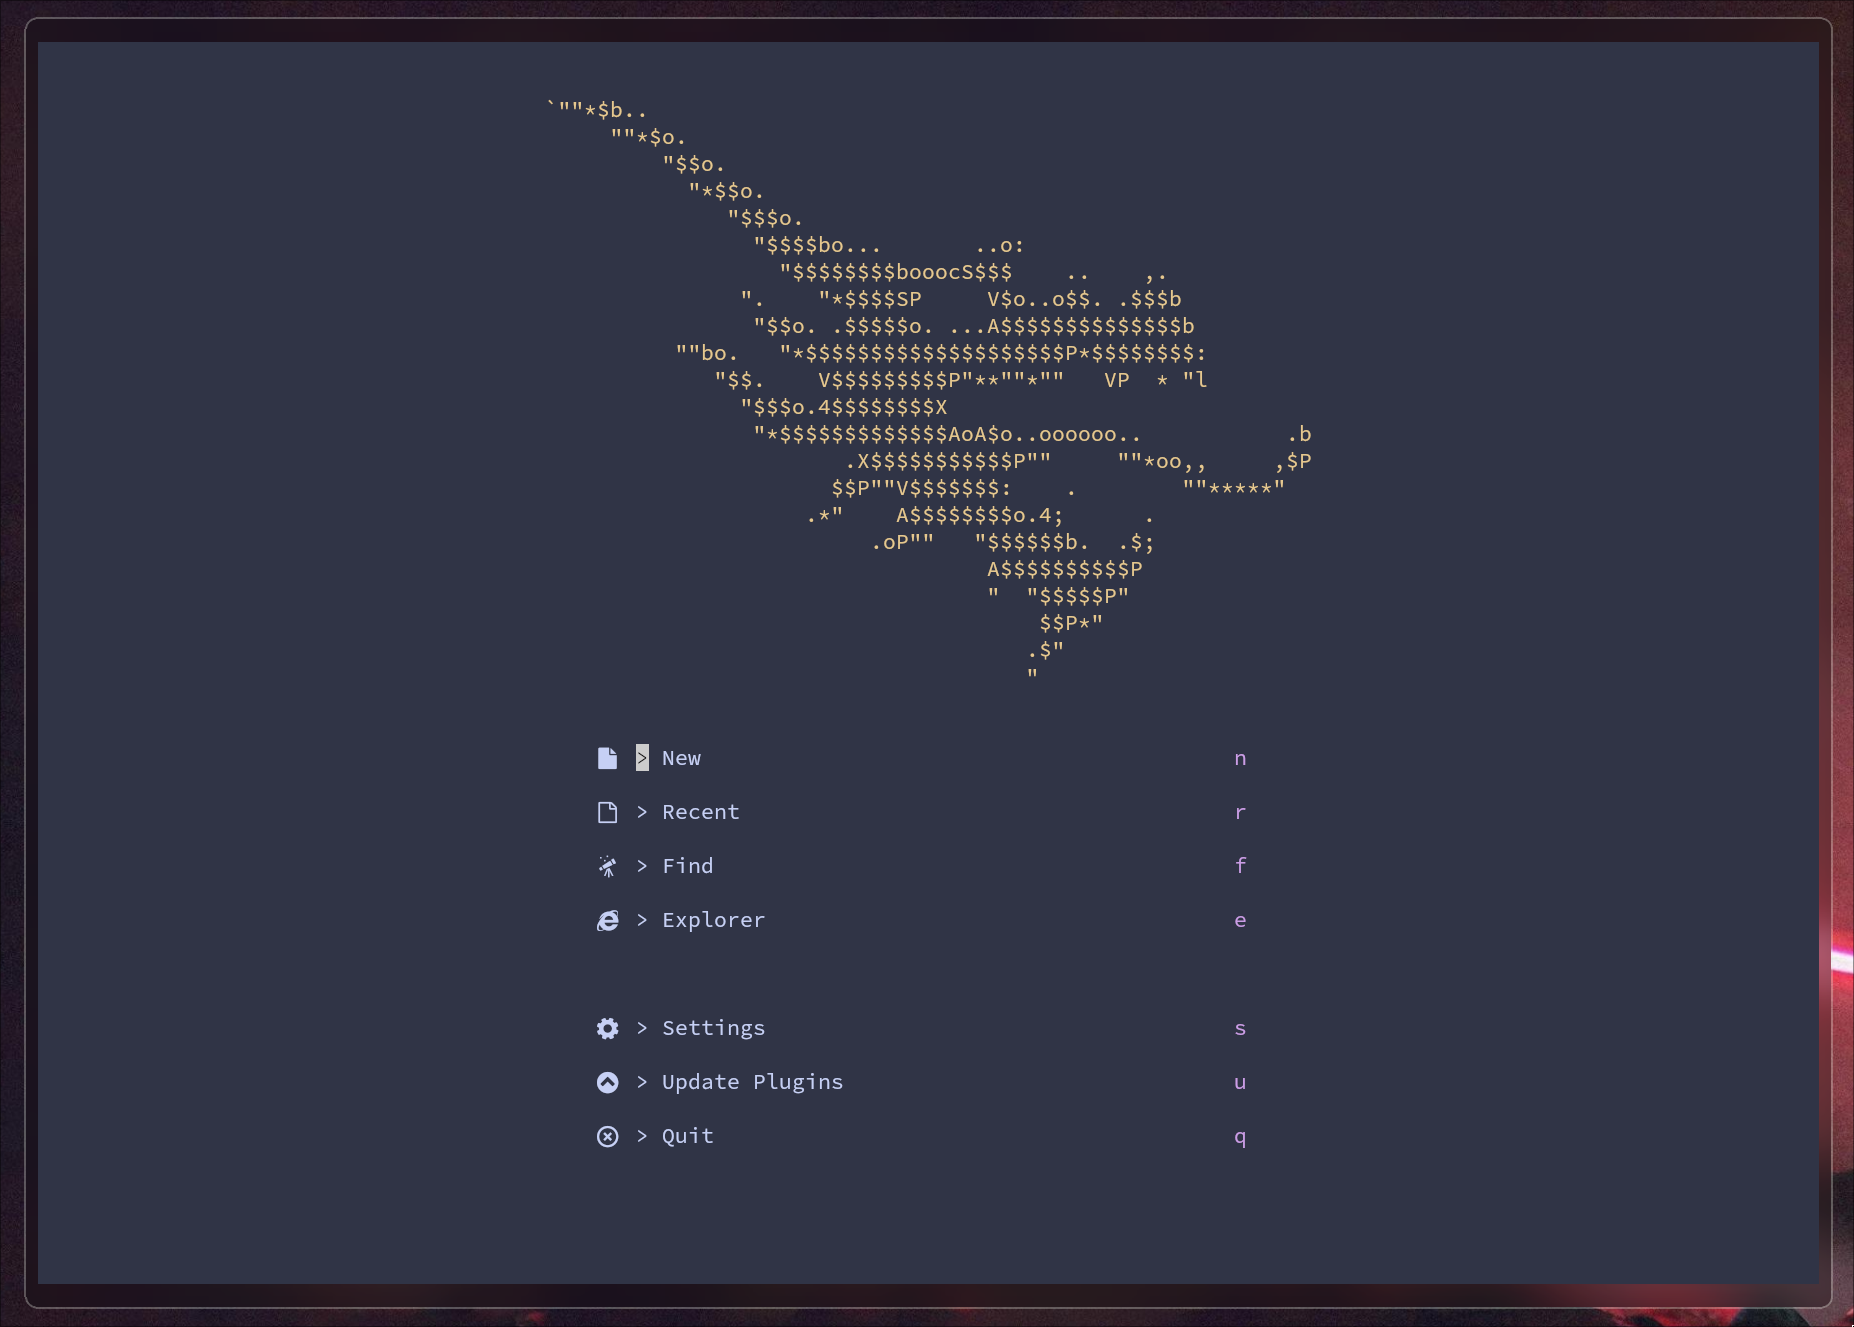 `""*$b..
""*$o.
"$$o.
"*$$o.
"$$$o.
"$$$$bo...        ..o:
"$$$$$$$$booocS$$$    ..    ,.
".    "*$$$$SP     V$o..o$$. .$$$b
"$$o. .$$$$$o. ...A$$$$$$$$$$$$$$b
""bo.   "*$$$$$$$$$$$$$$$$$$$$P*$$$$$$$$:
"$$.    V$$$$$$$$$P"**""*""   VP  * "l
"$$$o.4$$$$$$$$X
"*$$$$$$$$$$$$$AoA$o..oooooo..           .b
.X$$$$$$$$$$$P""     ""*oo,,     ,$P
$$P""V$$$$$$$:    .        ""*****"
.*"    A$$$$$$$$o.4;      .
.oP""   "$$$$$$b.  .$;
A$$$$$$$$$$P
"  "$$$$$P"
$$P*"
.$"
"
> New n
> Recent r
> Find f
> Explorer e
> Settings s
> Update Plugins u
> Quit q